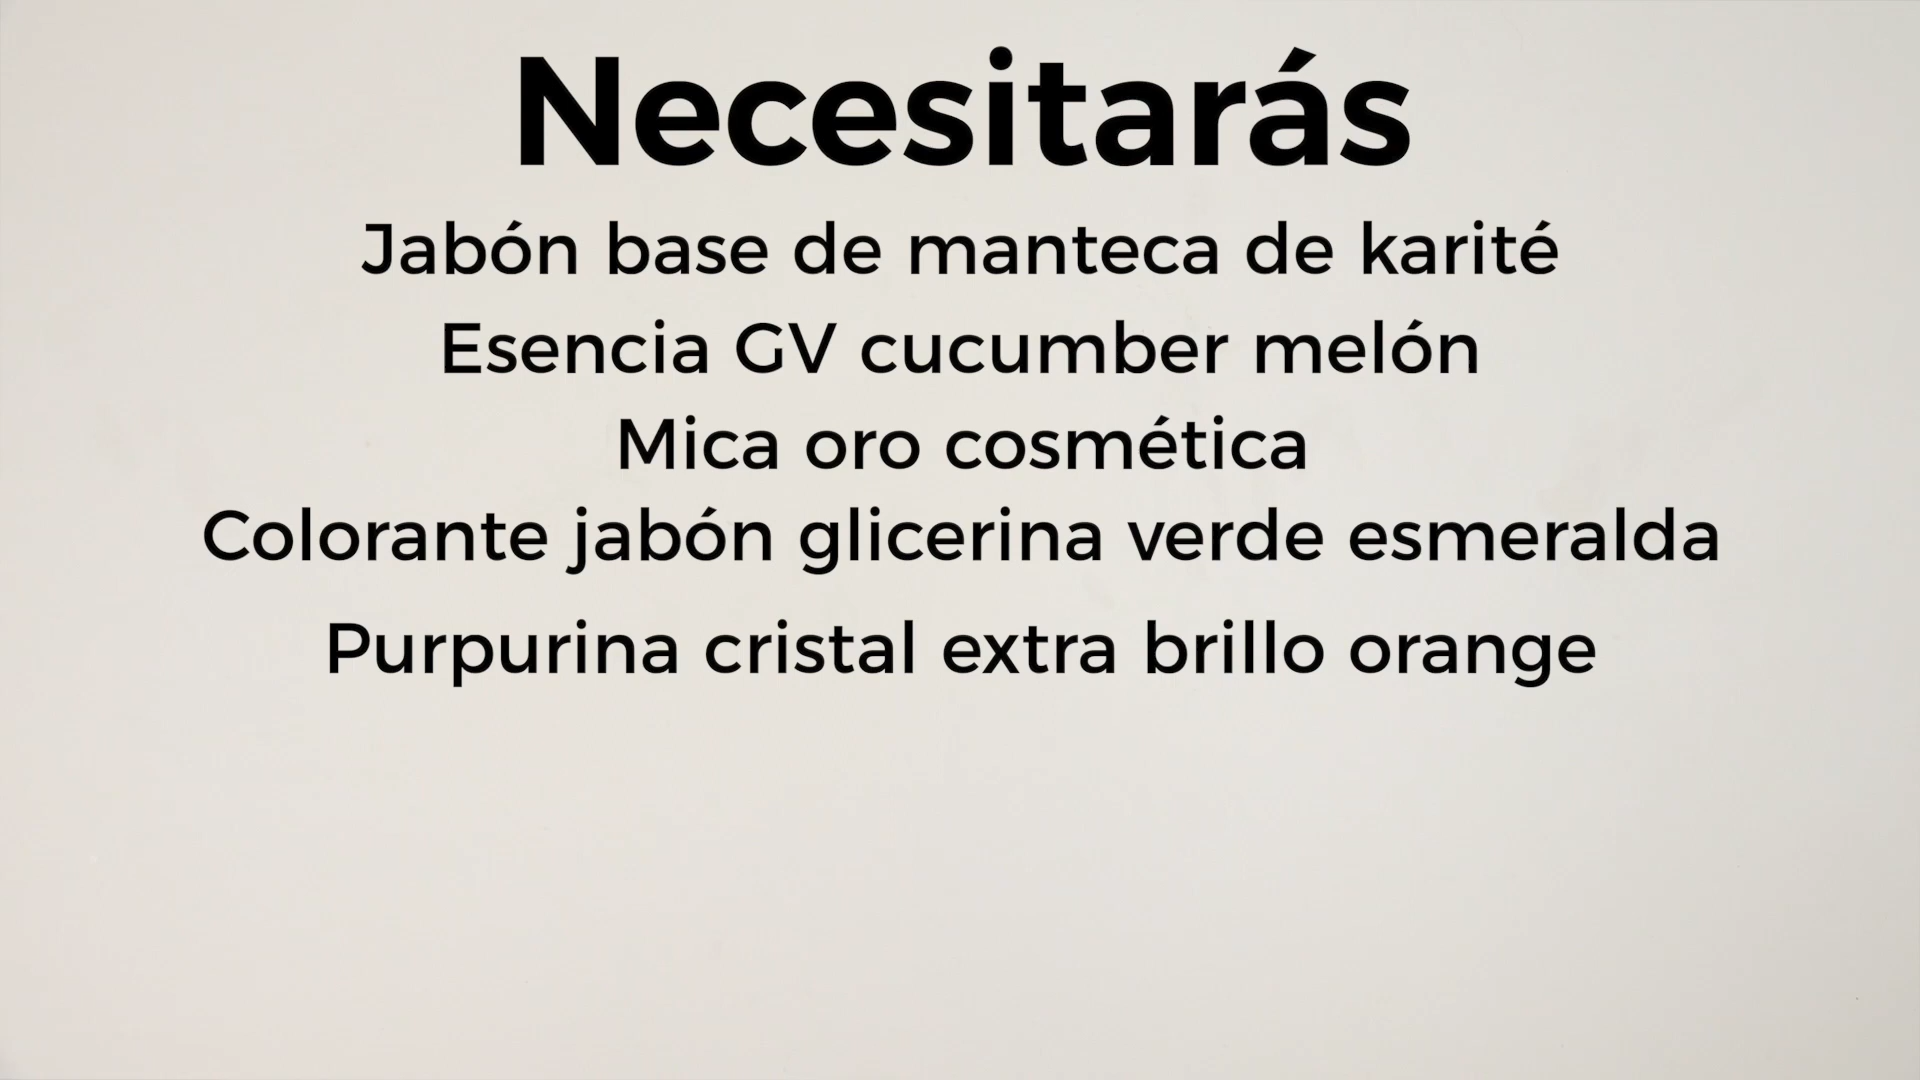 Necesitarás
Jabón base de manteca de karité
Esencia GV cucumber melón
Mica oro cosmética
Colorante jabón glicerina verde esmeralda
Purpurina cristal extra brillo orange